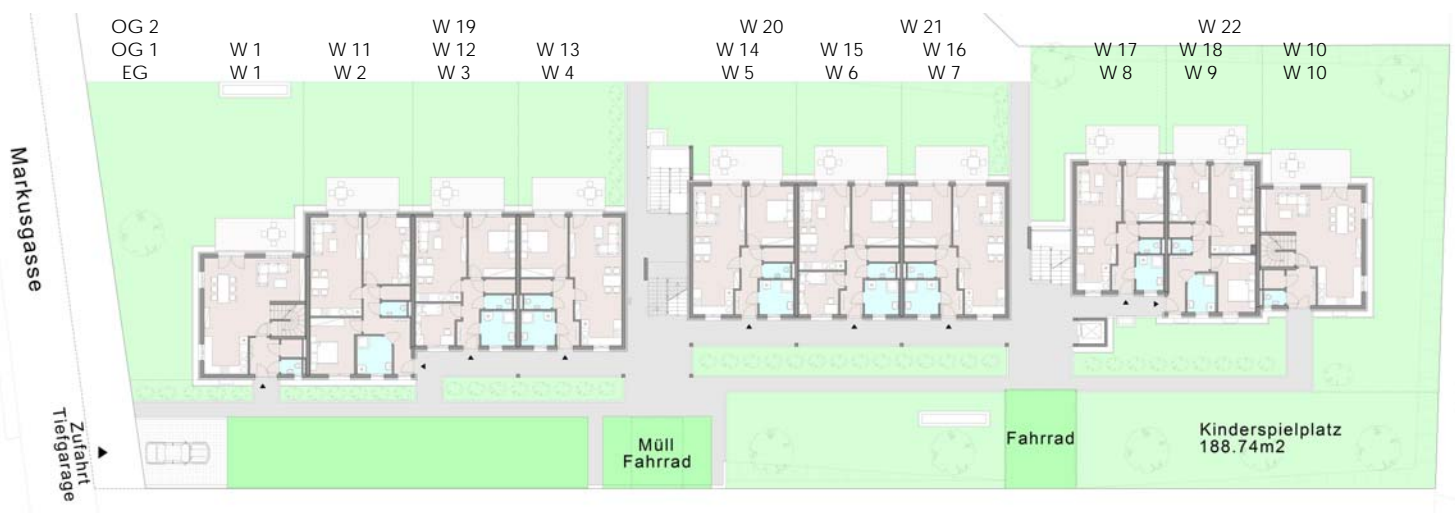 OG 2 W 19 W 20 W 21 W 22
OG 1 W 1 W 11 W 12 W 13 W 14 W 15 W 16 W 17 W 18 W 10
EG W 1 W 2 W 3 W 4 W 5 W 6 W 7 W 8 W 9 W 10
Markusgasse
Zufahrt
Tiefgarage
Müll
Fahrrad
Fahrrad
Kinderspielplatz
188.74m2